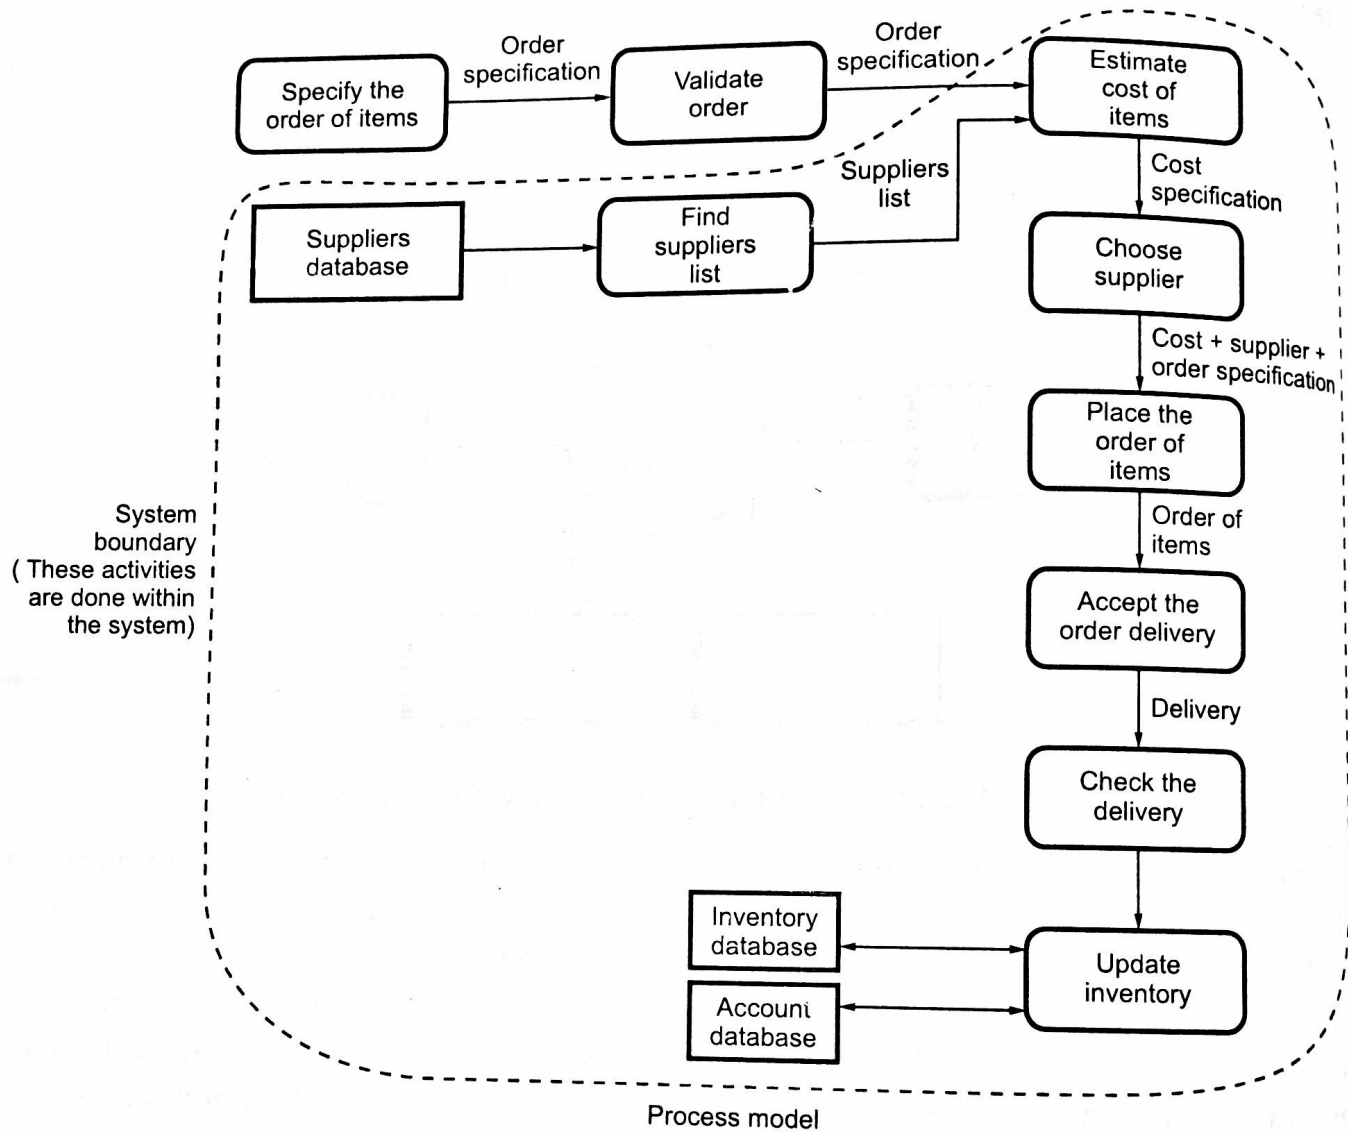 Specify the
order of items
Order
specification
Validate
order
Order
specification
Estimate
cost of
items
Suppliers
database
Find
suppliers
list
Suppliers
list
Cost
specification
Choose
supplier
Cost + supplier +
order specification
Place the
order of
items
Order of
items
System
boundary
( These activities
are done within
the system)
Accept the
order delivery
Delivery
Check the
delivery
Inventory
database
Account
database
Update
inventory
Process model